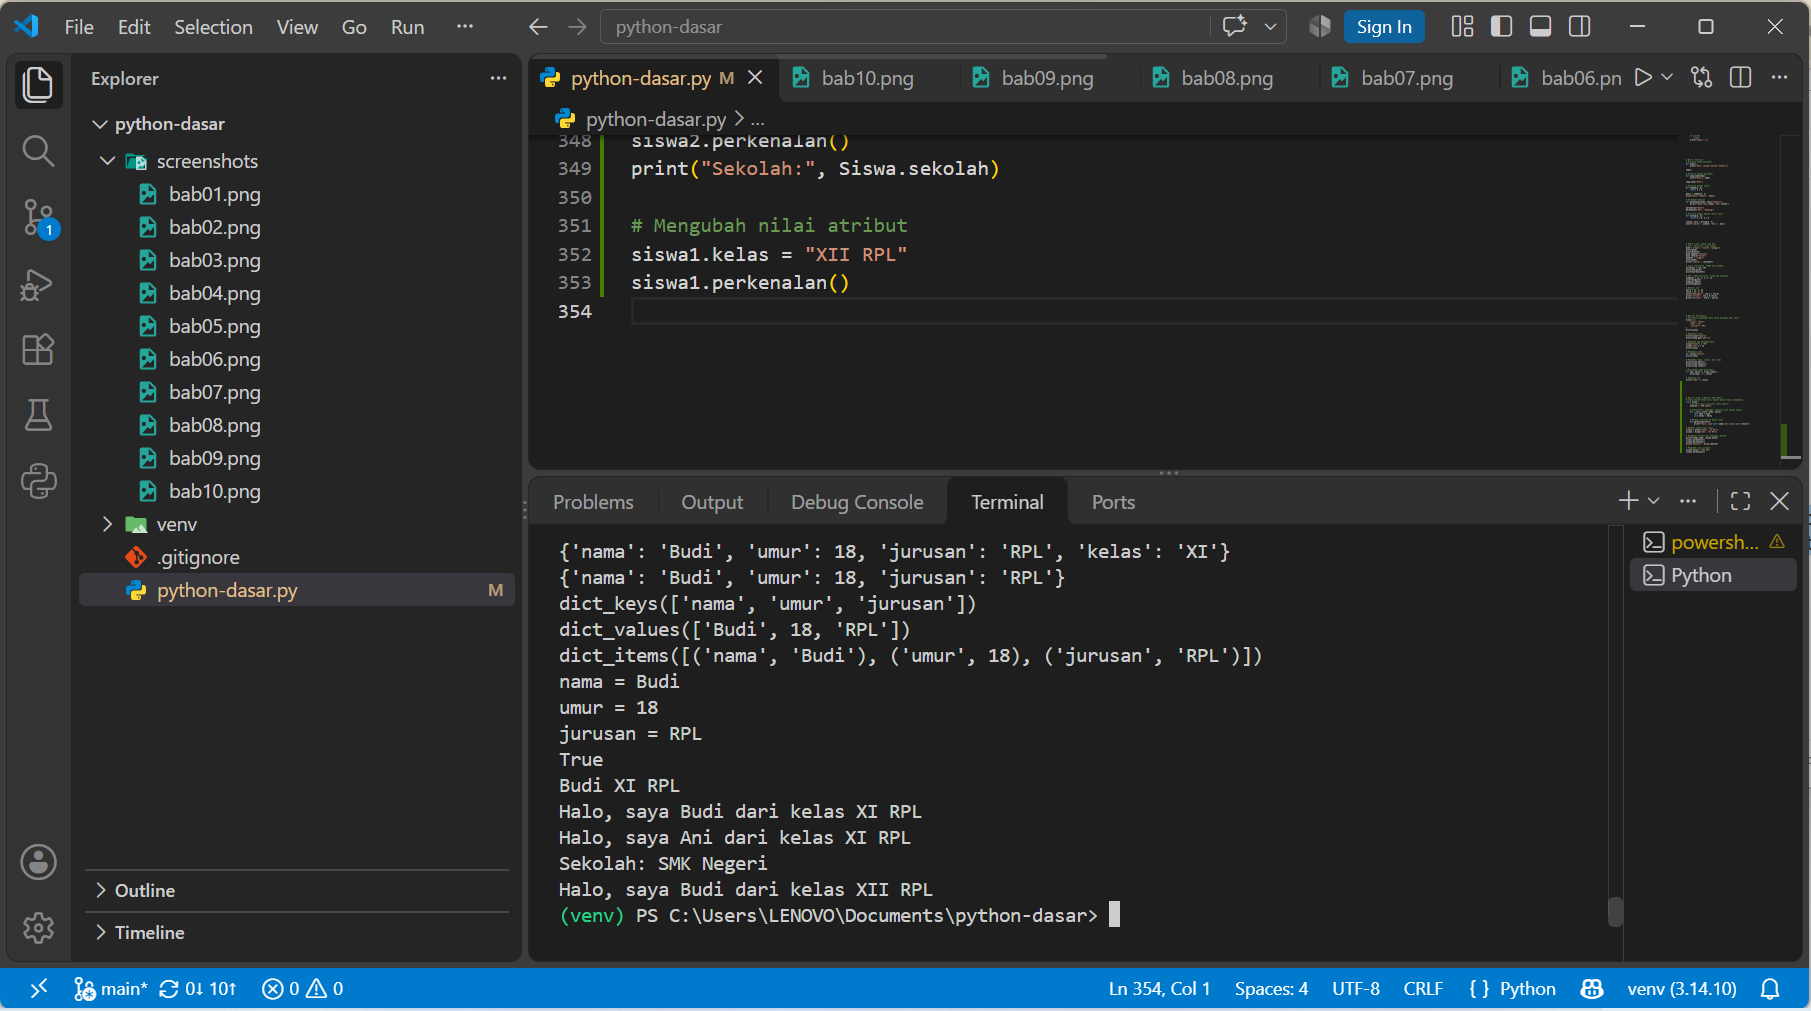 File Edit Selection View Go Run ···
python-dasar
Sign In
Explorer ···
python-dasar
screenshots
bab01.png
bab02.png
bab03.png
bab04.png
bab05.png
bab06.png
bab07.png
bab08.png
bab09.png
bab10.png
venv
.gitignore
python-dasar.py M
Outline
Timeline
python-dasar.py M
bab10.png
bab09.png
bab08.png
bab07.png
bab06.pn
python-dasar.py > ...
348 siswa2.perkenalan()
349 print("Sekolah:", Siswa.sekolah)
350
351 # Mengubah nilai atribut
352 siswa1.kelas = "XII RPL"
353 siswa1.perkenalan()
354
Problems Output Debug Console Terminal Ports
{'nama': 'Budi', 'umur': 18, 'jurusan': 'RPL', 'kelas': 'XI'}
{'nama': 'Budi', 'umur': 18, 'jurusan': 'RPL'}
dict_keys(['nama', 'umur', 'jurusan'])
dict_values(['Budi', 18, 'RPL'])
dict_items([('nama', 'Budi'), ('umur', 18), ('jurusan', 'RPL')])
nama = Budi
umur = 18
jurusan = RPL
True
Budi XI RPL
Halo, saya Budi dari kelas XI RPL
Halo, saya Ani dari kelas XI RPL
Sekolah: SMK Negeri
Halo, saya Budi dari kelas XII RPL
(venv) PS C:\Users\LENOVO\Documents\python-dasar>
powersh...
Python
1
main* 0↓ 10↑ 0 0
Ln 354, Col 1 Spaces: 4 UTF-8 CRLF { } Python venv (3.14.10)